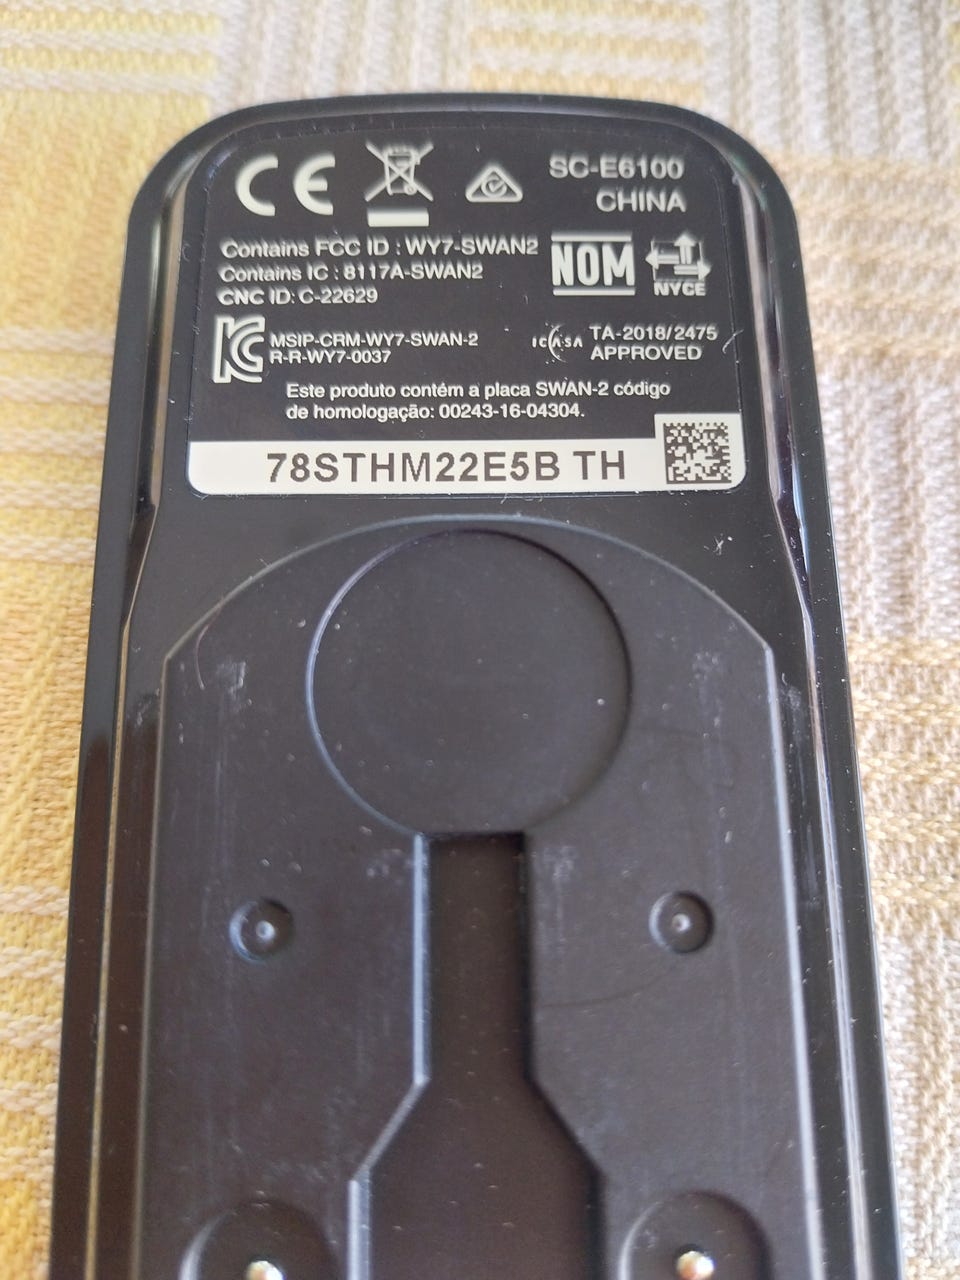 CE
SC-E6100
CHINA
Contains FCC ID : WY7-SWAN2
Contains IC : 8117A-SWAN2
CNC ID: C-22629
NOM
NYCE
KC
MSIP-CRM-WY7-SWAN-2
R-R-WY7-0037
ICASA
TA-2018/2475
APPROVED
Este produto contém a placa SWAN-2 código
de homologação: 00243-16-04304.
78STHM22E5B TH